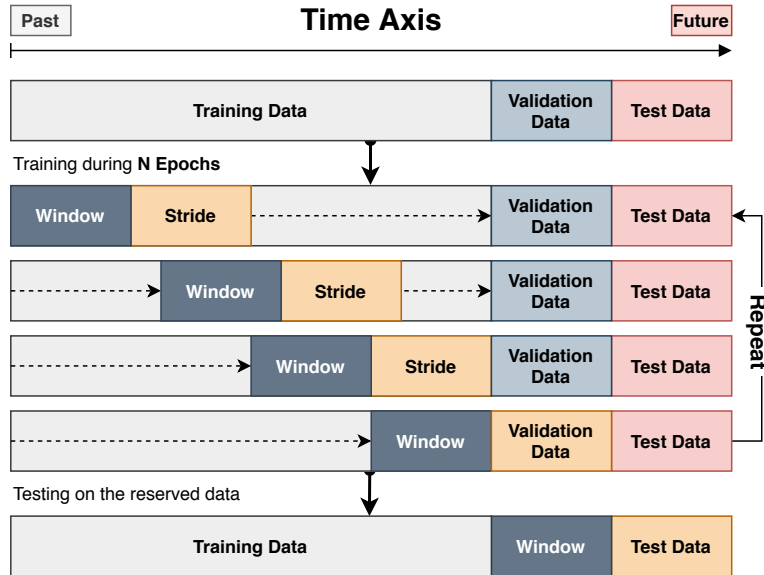 Past
Time Axis
Future
Training Data
Validation
Data
Test Data
Training during N Epochs
Window
Stride
Validation
Data
Test Data
Window
Stride
Validation
Data
Test Data
Repeat
Window
Stride
Validation
Data
Test Data
Window
Validation
Data
Test Data
Testing on the reserved data
Training Data
Window
Test Data